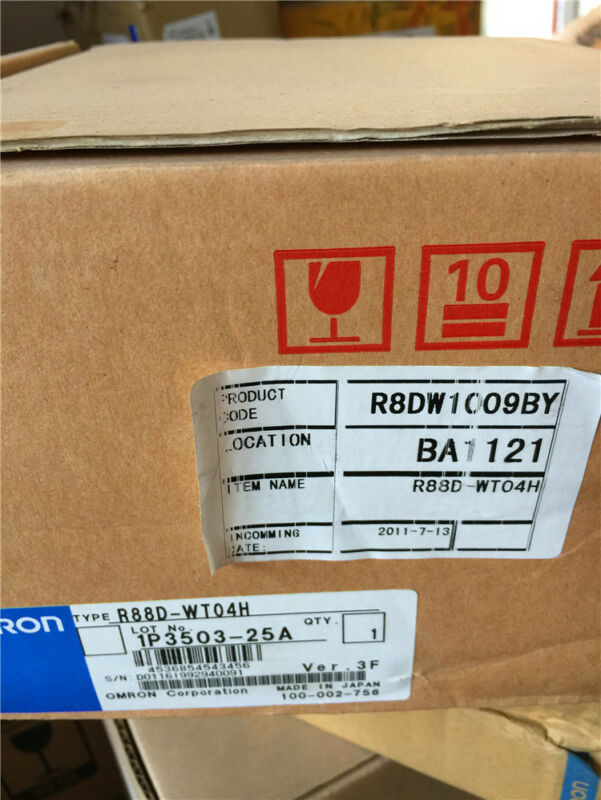 10
PRODUCT CODE R8DW1009BY
LOCATION BA1121
ITEM NAME R88D-WT04H
INCOMMING DATE: 2011-7-13
RON
TYPE R88D-WT04H
LOT No. QTY.
1P3503-25A 1
4536854543456 Ver.3F
S/N: D01161992940091
OMRON Corporation MADE IN JAPAN
100-002-756